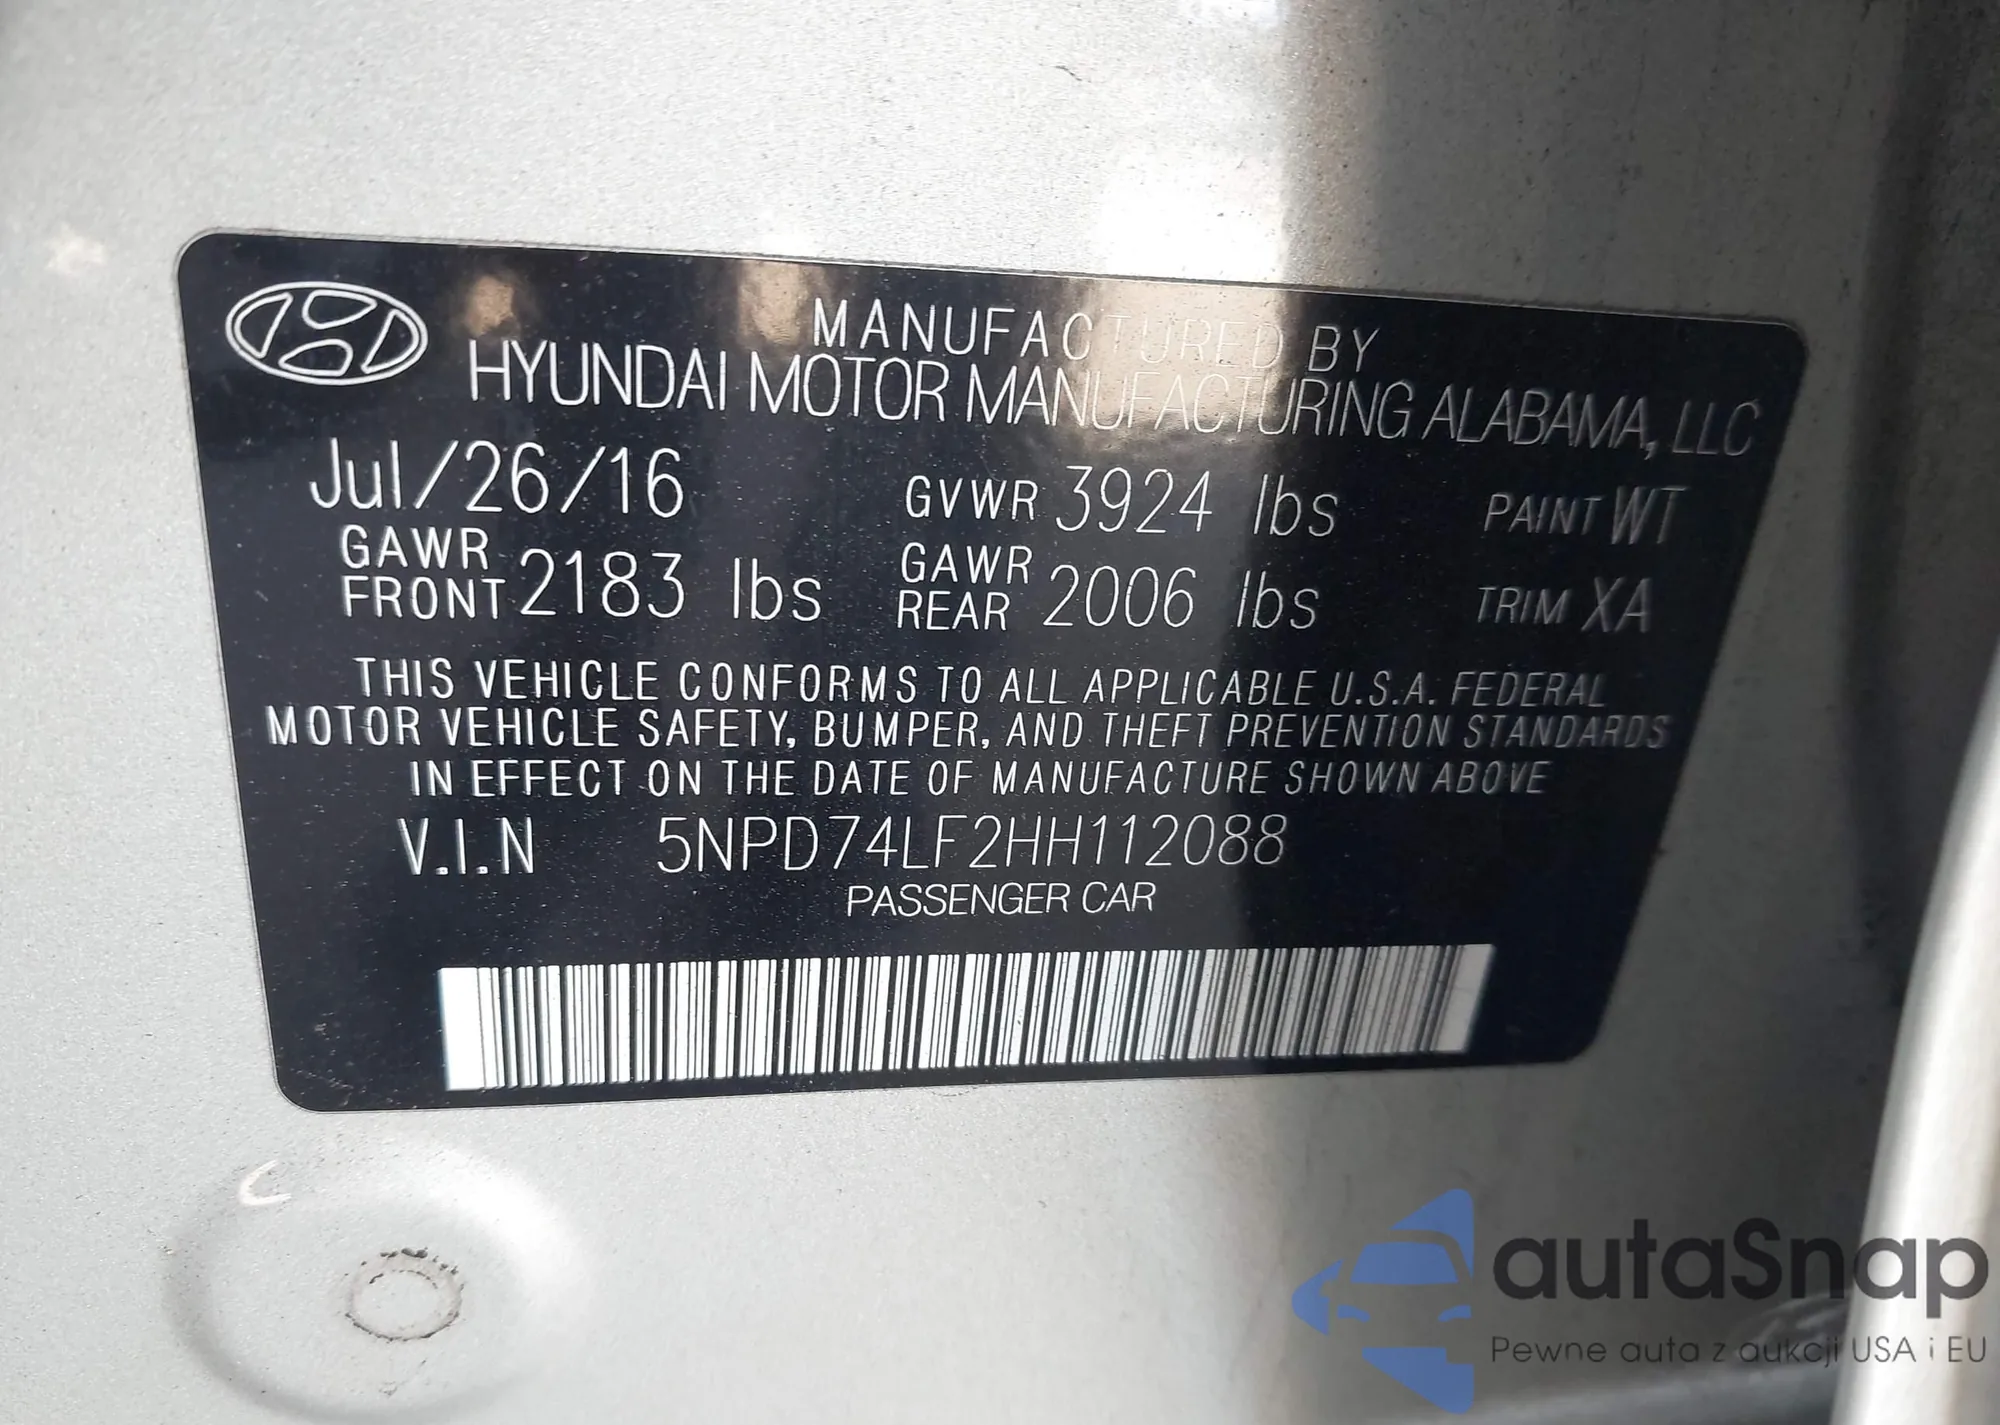 MANUFACTURED BY
HYUNDAI MOTOR MANUFACTURING ALABAMA, LLC
Jul/26/16 GVWR 3924 lbs PAINT WT
GAWR FRONT 2183 lbs GAWR REAR 2006 lbs TRIM XA
THIS VEHICLE CONFORMS TO ALL APPLICABLE U.S.A. FEDERAL
MOTOR VEHICLE SAFETY, BUMPER, AND THEFT PREVENTION STANDARDS
IN EFFECT ON THE DATE OF MANUFACTURE SHOWN ABOVE
V.I.N 5NPD74LF2HH112088
PASSENGER CAR
autaSnap
Pewne auta z aukcji USA i EU